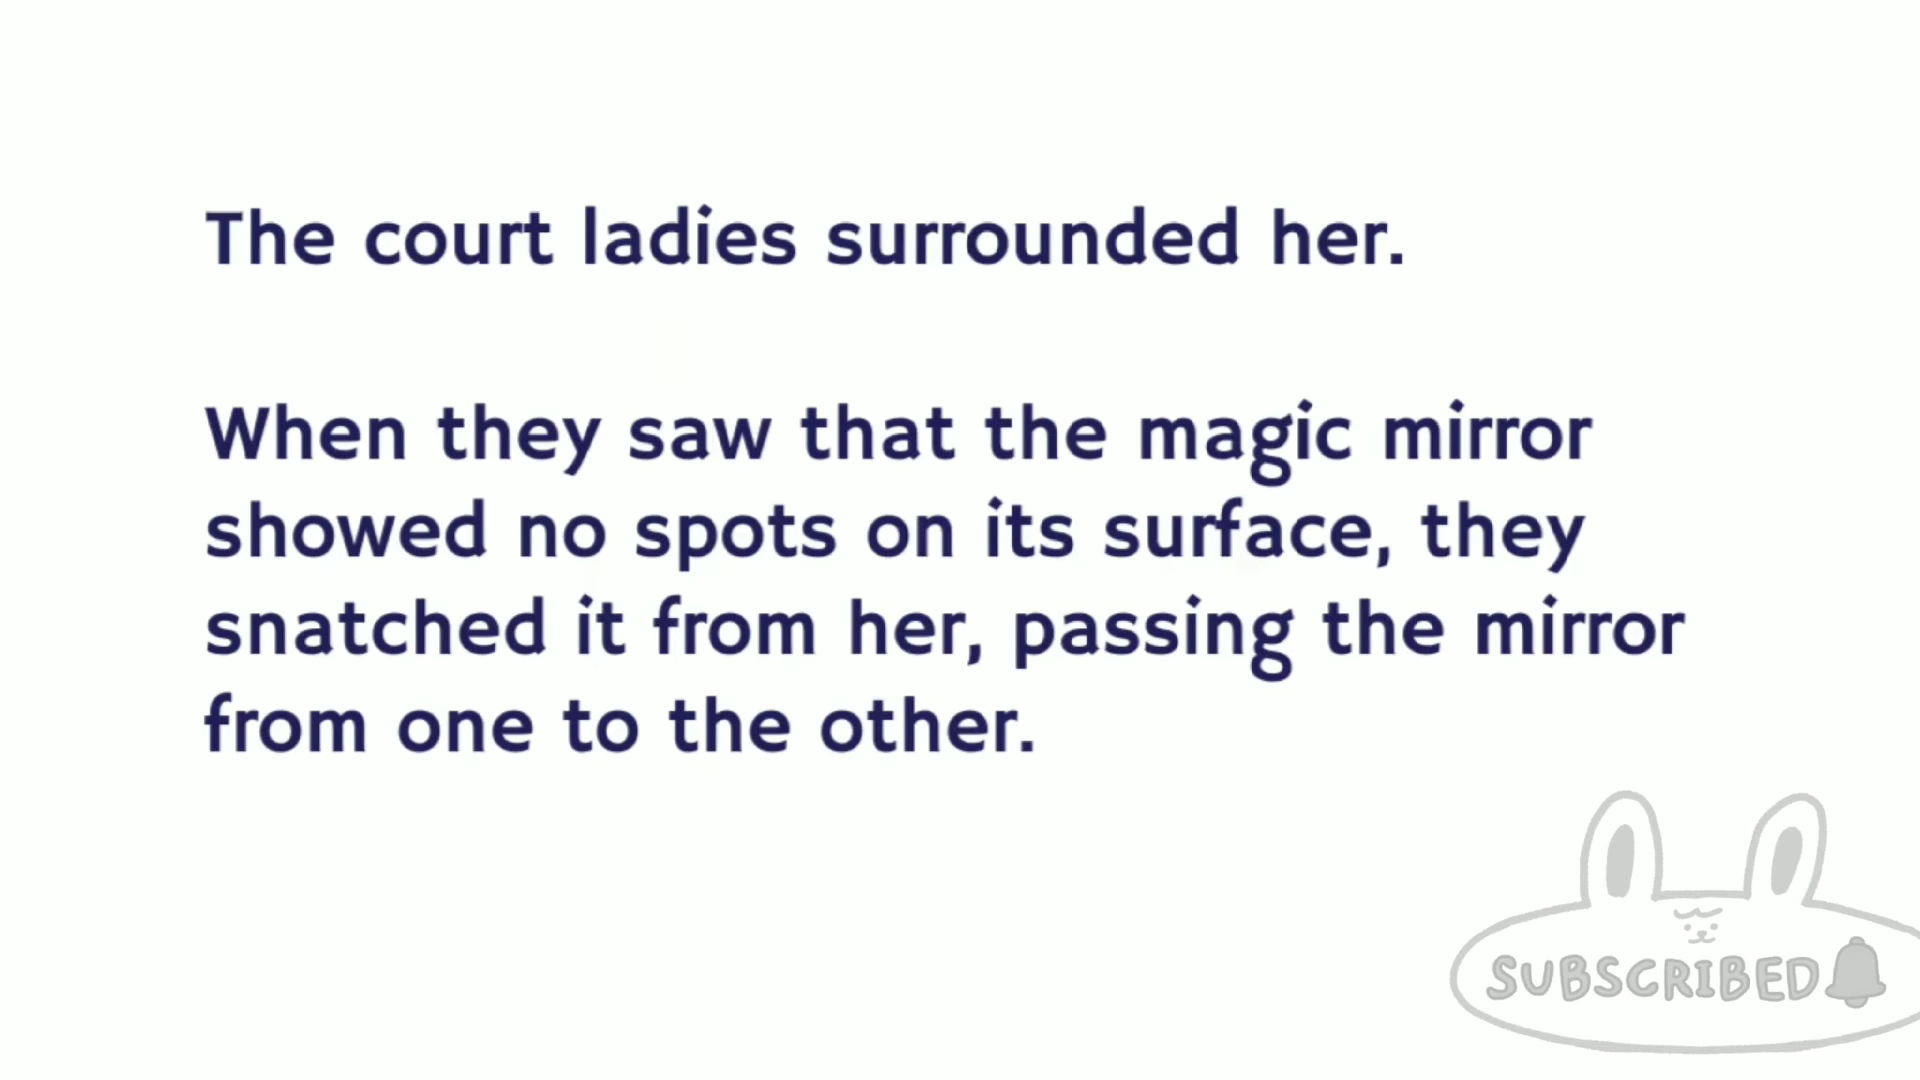 The court ladies surrounded her.
When they saw that the magic mirror
showed no spots on its surface, they
snatched it from her, passing the mirror
from one to the other.
SUBSCRIBED